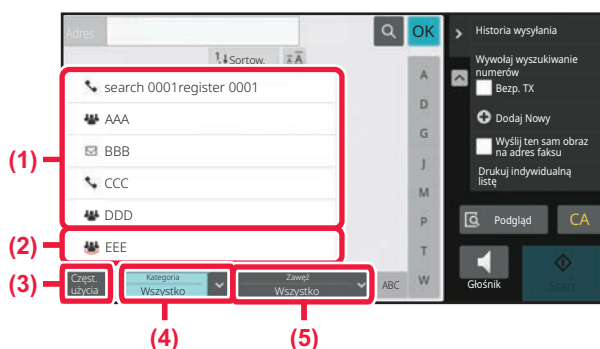 Adres
OK
1 Sortow.
search 0001register 0001
AAA
BBB
CCC
DDD
EEE
Częst.
użycia
Kategoria
Wszystko
Zawęź
Wszystko
ABC
A
D
G
J
M
P
T
W
Historia wysyłania
Wywołaj wyszukiwanie
numerów
Bezp. TX
Dodaj Nowy
Wyślij ten sam obraz
na adres faksu
Drukuj indywidualną
listę
Podgląd
CA
Głośnik
Start
(1)
(2)
(3)
(4)
(5)